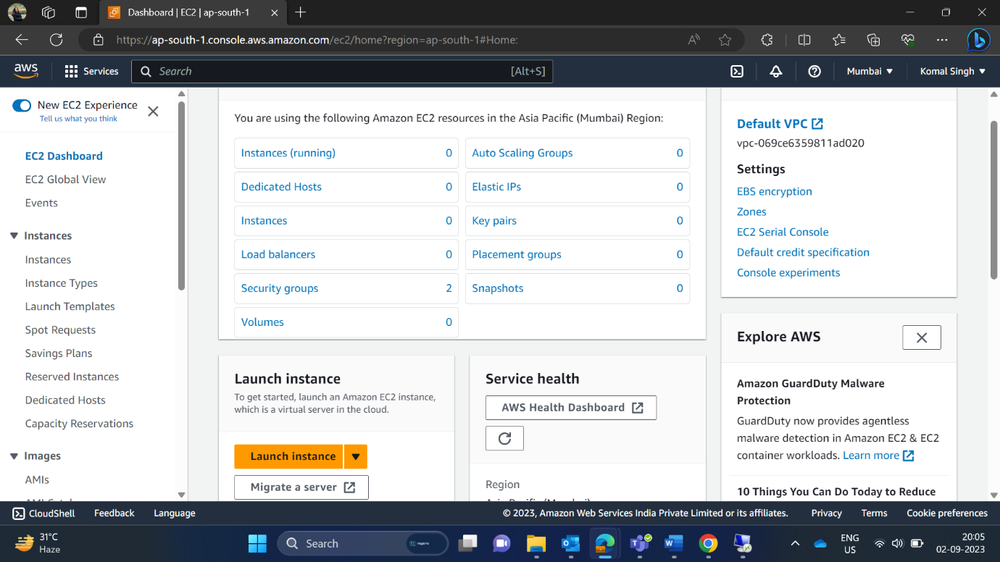 Dashboard | EC2 | ap-south-1
https://ap-south-1.console.aws.amazon.com/ec2/home?region=ap-south-1#Home:
aws
Services
Search
[Alt+S]
Mumbai
Komal Singh
New EC2 Experience
Tell us what you think
EC2 Dashboard
EC2 Global View
Events
Instances
Instances
Instance Types
Launch Templates
Spot Requests
Savings Plans
Reserved Instances
Dedicated Hosts
Capacity Reservations
Images
AMIs
You are using the following Amazon EC2 resources in the Asia Pacific (Mumbai) Region:
Instances (running) 0
Auto Scaling Groups 0
Dedicated Hosts 0
Elastic IPs 0
Instances 0
Key pairs 0
Load balancers 0
Placement groups 0
Security groups 2
Snapshots 0
Volumes 0
Launch instance
To get started, launch an Amazon EC2 instance,
which is a virtual server in the cloud.
Launch instance
Migrate a server
Service health
AWS Health Dashboard
Region
Default VPC
vpc-069ce6359811ad020
Settings
EBS encryption
Zones
EC2 Serial Console
Default credit specification
Console experiments
Explore AWS
Amazon GuardDuty Malware
Protection
GuardDuty now provides agentless
malware detection in Amazon EC2 & EC2
container workloads. Learn more
10 Things You Can Do Today to Reduce
CloudShell
Feedback
Language
© 2023, Amazon Web Services India Private Limited or its affiliates.
Privacy
Terms
Cookie preferences
31°C
Haze
Search
ENG
US
20:05
02-09-2023